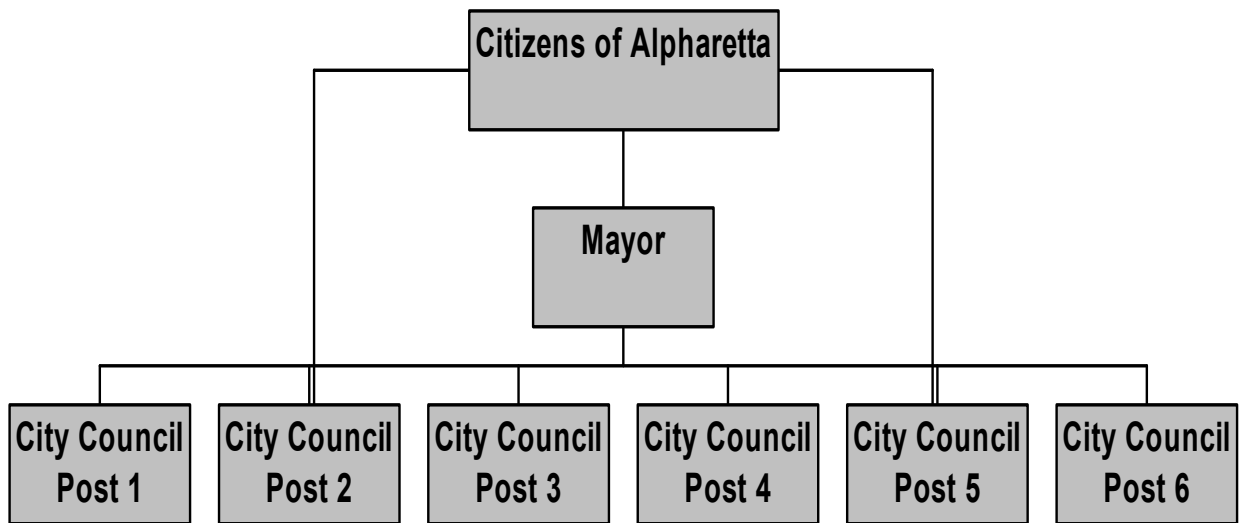 Citizens of Alpharetta
Mayor
City Council
Post 1
City Council
Post 2
City Council
Post 3
City Council
Post 4
City Council
Post 5
City Council
Post 6